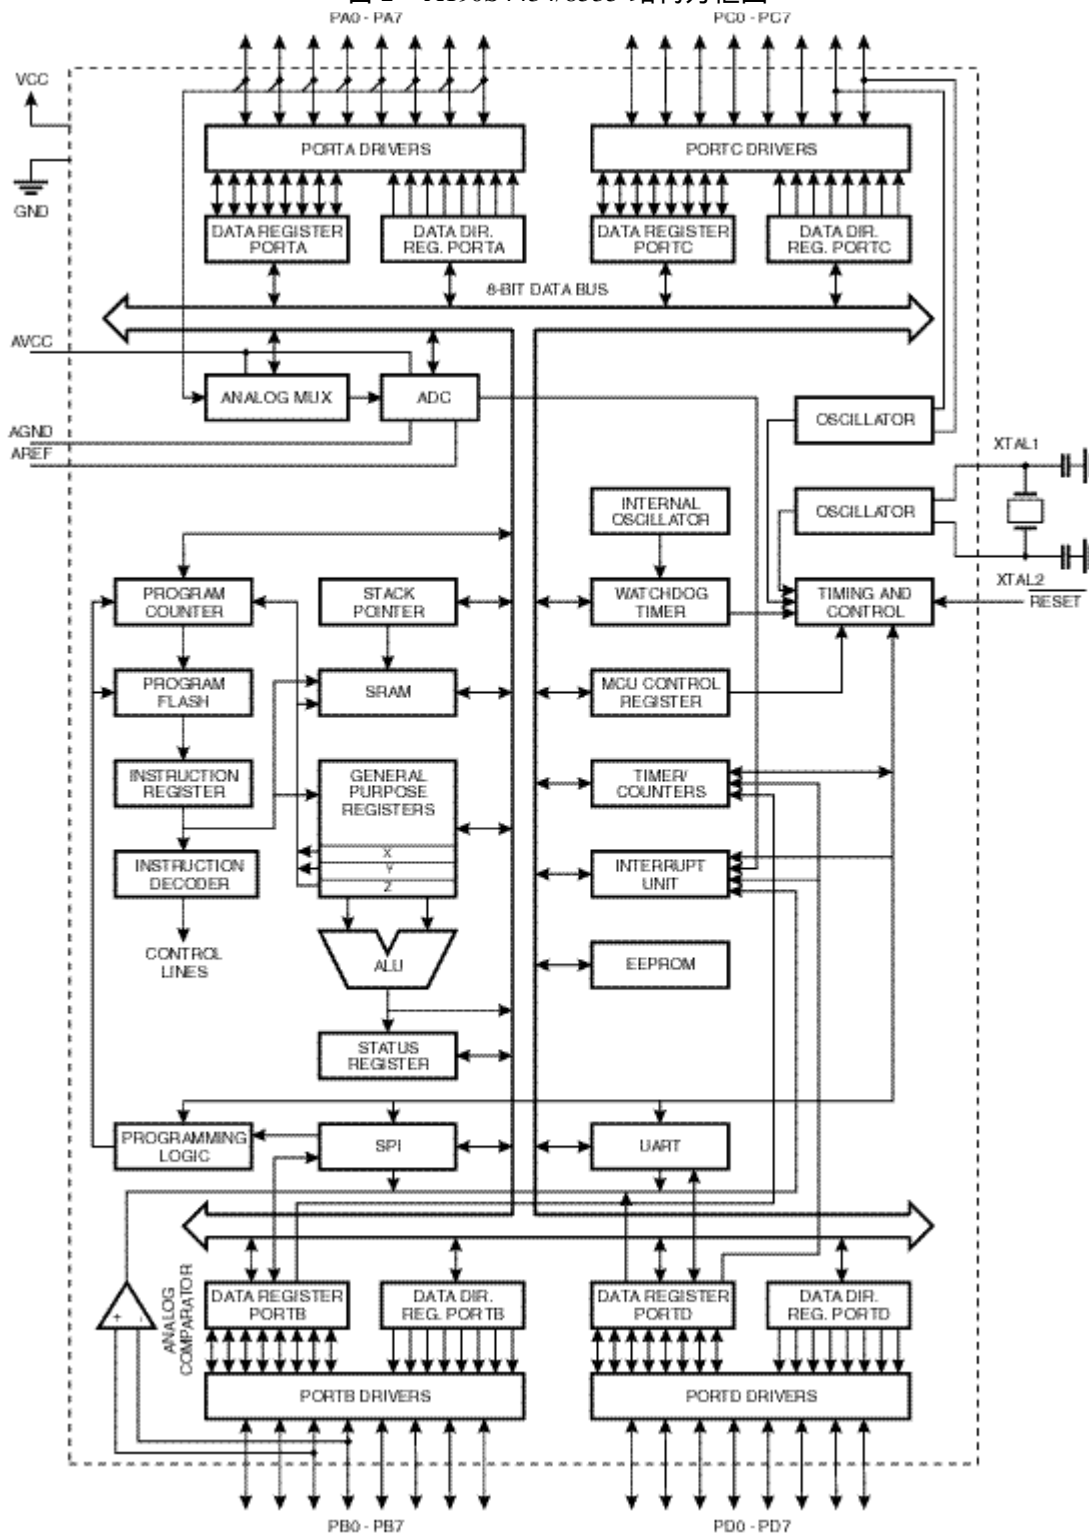 PA0 - PA7
PC0 - PC7
VCC
GND
PORTA DRIVERS
PORTC DRIVERS
DATA REGISTER
PORTA
DATA DIR.
REG. PORTA
DATA REGISTER
PORTC
DATA DIR.
REG. PORTC
8-BIT DATA BUS
AVCC
ANALOG MUX
ADC
AGND
AREF
OSCILLATOR
XTAL1
INTERNAL
OSCILLATOR
OSCILLATOR
XTAL2
RESET
PROGRAM
COUNTER
STACK
POINTER
WATCHDOG
TIMER
TIMING AND
CONTROL
PROGRAM
FLASH
SRAM
MCU CONTROL
REGISTER
INSTRUCTION
REGISTER
GENERAL
PURPOSE
REGISTERS
X
Y
Z
TIMER/
COUNTERS
INSTRUCTION
DECODER
INTERRUPT
UNIT
CONTROL
LINES
ALU
EEPROM
STATUS
REGISTER
PROGRAMMING
LOGIC
SPI
UART
ANALOG
COMPARATOR
+
-
DATA REGISTER
PORTB
DATA DIR.
REG. PORTB
DATA REGISTER
PORTD
DATA DIR.
REG. PORTD
PORTB DRIVERS
PORTD DRIVERS
PB0 - PB7
PD0 - PD7